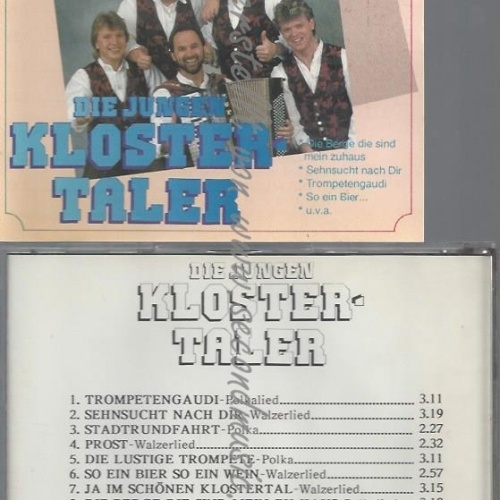 DIE JUNGEN
KLOSTER-
TALER
* Die Berge die sind
mein zuhaus
* Sehnsucht nach Dir
* Trompetengaudi
* So ein Bier...
* u.v.a.
DIE JUNGEN
KLOSTER-
TALER
1. TROMPETENGAUDI-Polkalied 3.11
2. SEHNSUCHT NACH DIR-Walzerlied 3.19
3. STADTRUNDFAHRT-Polka 2.27
4. PROST-Walzerlied 2.32
5. DIE LUSTIGE TROMPETE-Polka 3.11
6. SO EIN BIER SO EIN WEIN-Walzerlied 2.57
7. JA IM SCHÖNEN KLOSTERTAL-Walzerlied 3.15